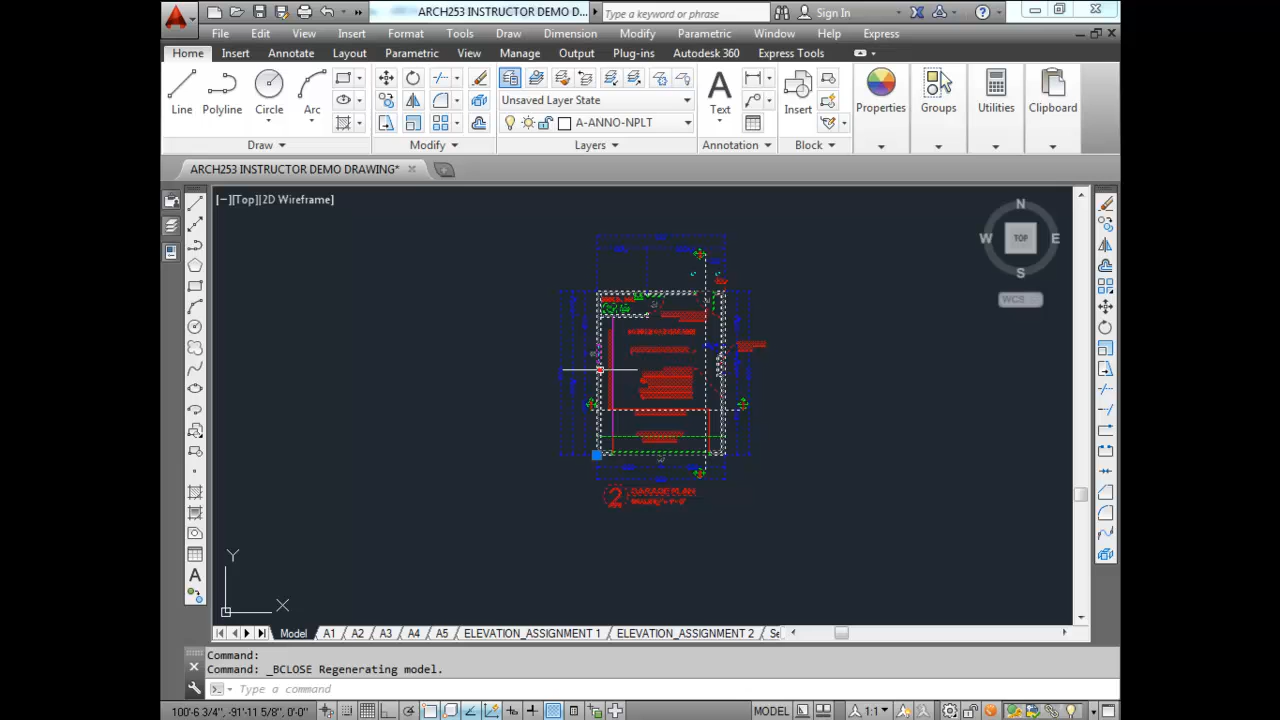 ARCH253 INSTRUCTOR DEMO D...
Type a keyword or phrase
Sign In
File Edit View Insert Format Tools Draw Dimension Modify Parametric Window Help Express
Home Insert Annotate Layout Parametric View Manage Output Plug-ins Autodesk 360 Express Tools
Line Polyline Circle Arc
Unsaved Layer State
A-ANNO-NPLT
Text Insert Properties Groups Utilities Clipboard
Draw Modify Layers Annotation Block
ARCH253 INSTRUCTOR DEMO DRAWING*
[−][Top][2D Wireframe]
N
W TOP E
S
WCS
2 GARAGE PLAN
Y
X
Model A1 A2 A3 A4 A5 ELEVATION_ASSIGNMENT 1 ELEVATION_ASSIGNMENT 2 Se
Command:
Command: _BCLOSE Regenerating model.
Type a command
100'-6 3/4", -91'-11 5/8", 0'-0"
MODEL
1:1